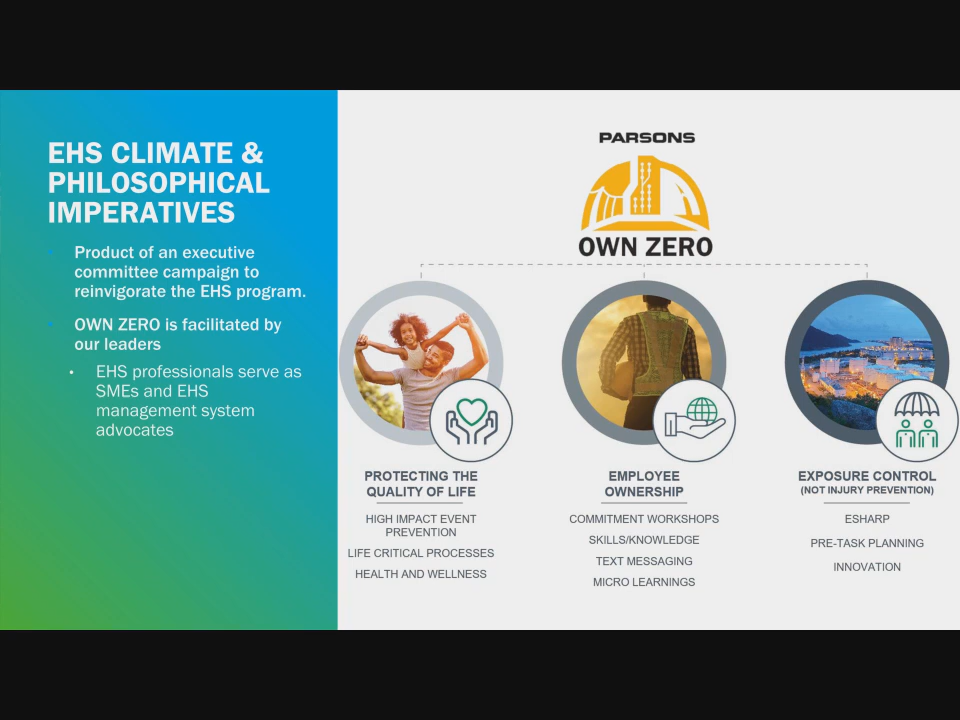 EHS CLIMATE &
PHILOSOPHICAL
IMPERATIVES
• Product of an executive
committee campaign to
reinvigorate the EHS program.
• OWN ZERO is facilitated by
our leaders
• EHS professionals serve as
SMEs and EHS
management system
advocates
PARSONS
OWN ZERO
PROTECTING THE
QUALITY OF LIFE
HIGH IMPACT EVENT
PREVENTION
LIFE CRITICAL PROCESSES
HEALTH AND WELLNESS
EMPLOYEE
OWNERSHIP
COMMITMENT WORKSHOPS
SKILLS/KNOWLEDGE
TEXT MESSAGING
MICRO LEARNINGS
EXPOSURE CONTROL
(NOT INJURY PREVENTION)
ESHARP
PRE-TASK PLANNING
INNOVATION